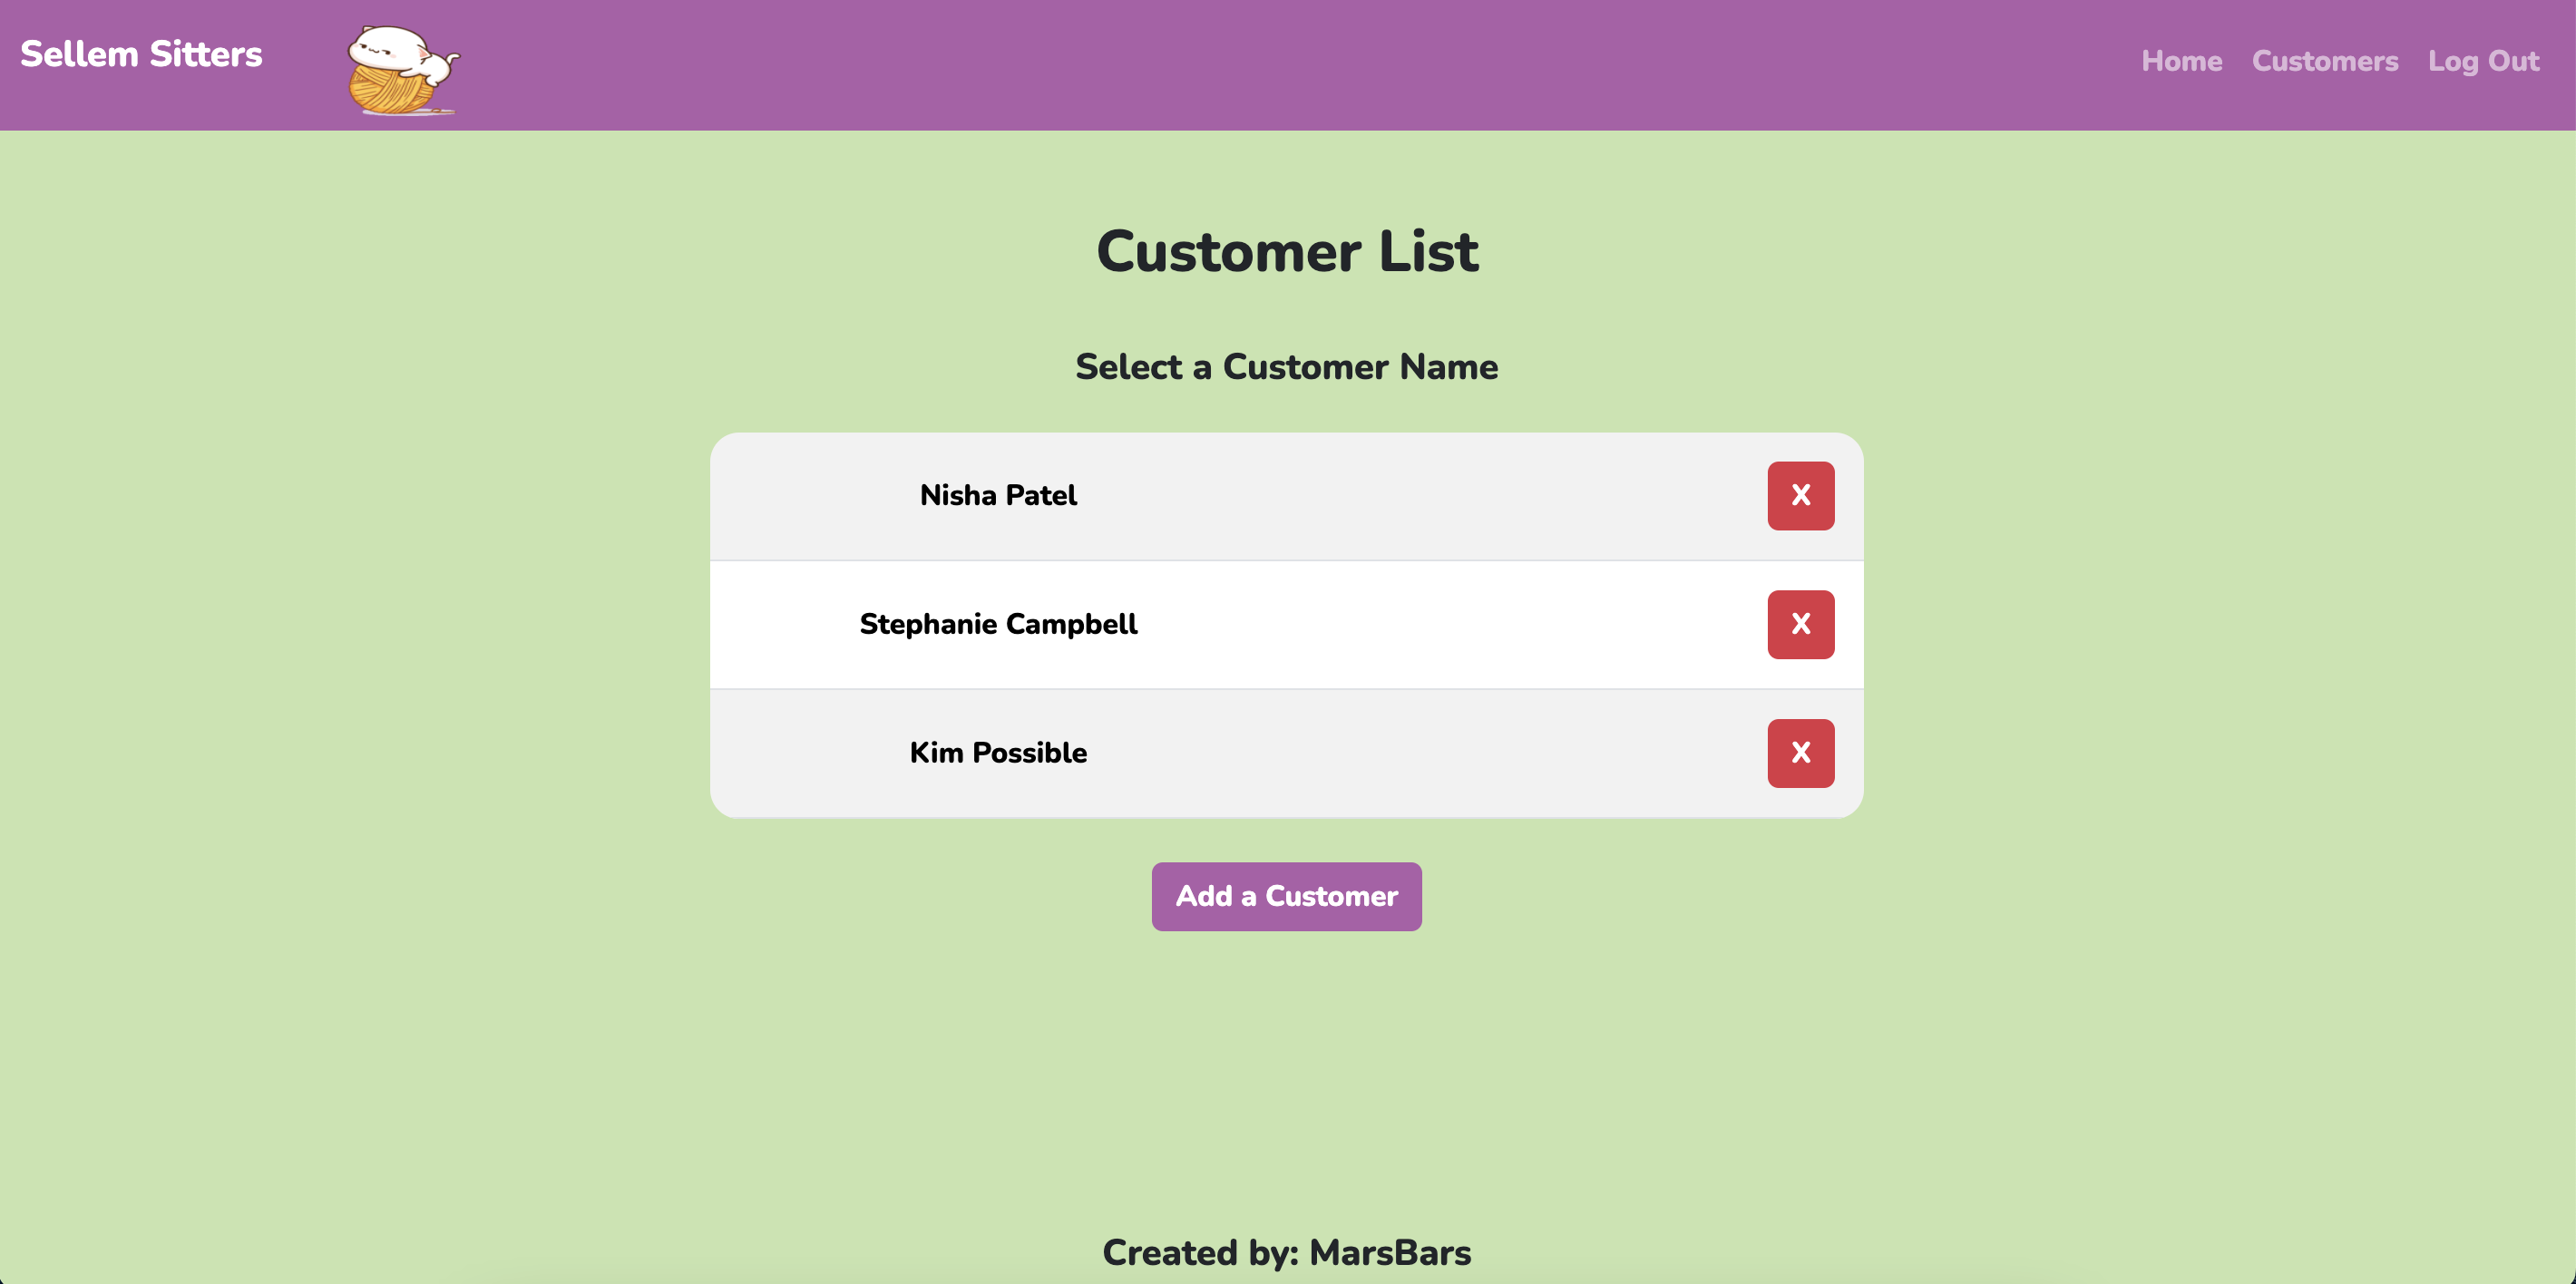 Sellem Sitters
Home Customers Log Out
Customer List
Select a Customer Name
Nisha Patel X
Stephanie Campbell X
Kim Possible X
Add a Customer
Created by: MarsBars